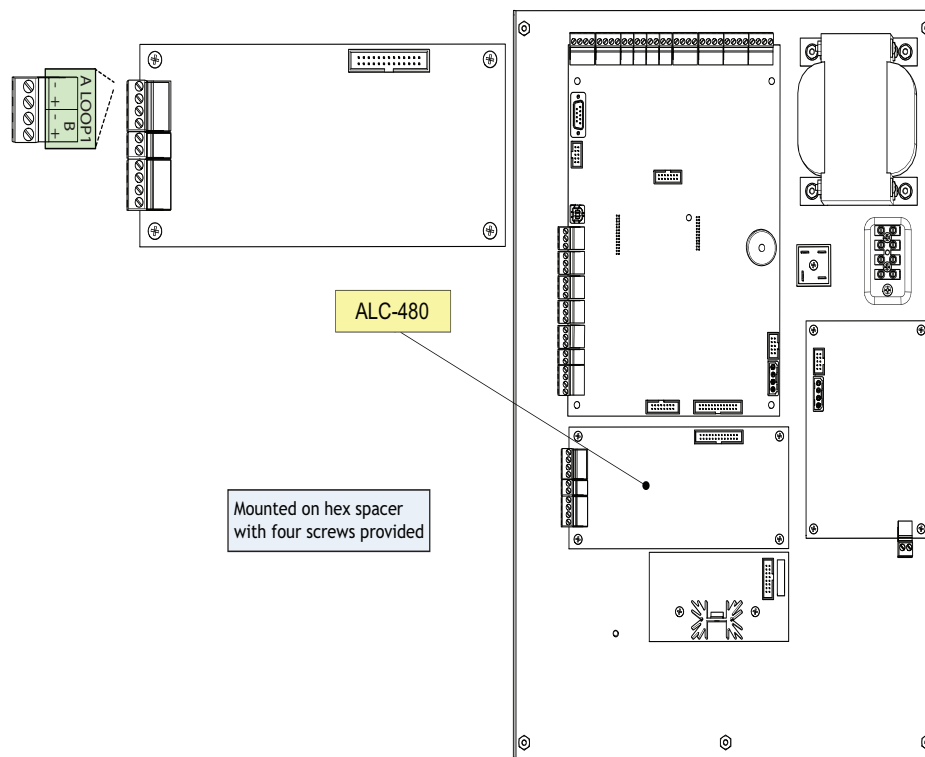 A LOOP1
B
- + - +
ALC-480
Mounted on hex spacer
with four screws provided